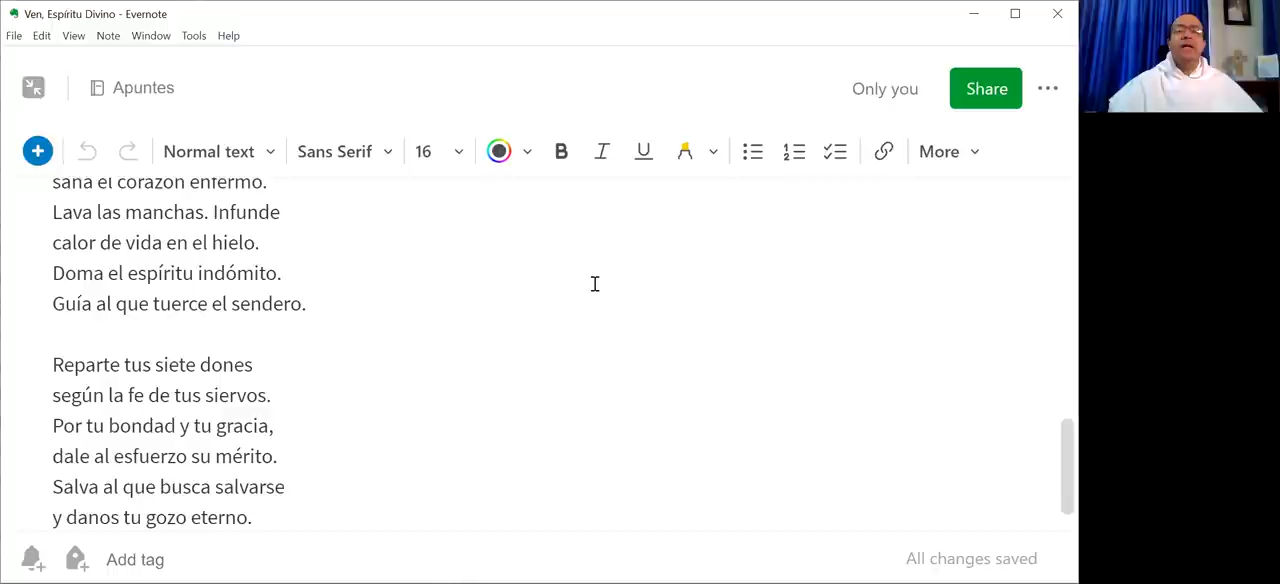 Ven, Espíritu Divino - Evernote
File Edit View Note Window Tools Help
Apuntes
Only you
Share
Normal text
Sans Serif
16
B I U
More
sana el corazón enfermo.
Lava las manchas. Infunde
calor de vida en el hielo.
Doma el espíritu indómito.
Guía al que tuerce el sendero.
Reparte tus siete dones
según la fe de tus siervos.
Por tu bondad y tu gracia,
dale al esfuerzo su mérito.
Salva al que busca salvarse
y danos tu gozo eterno.
Add tag
All changes saved